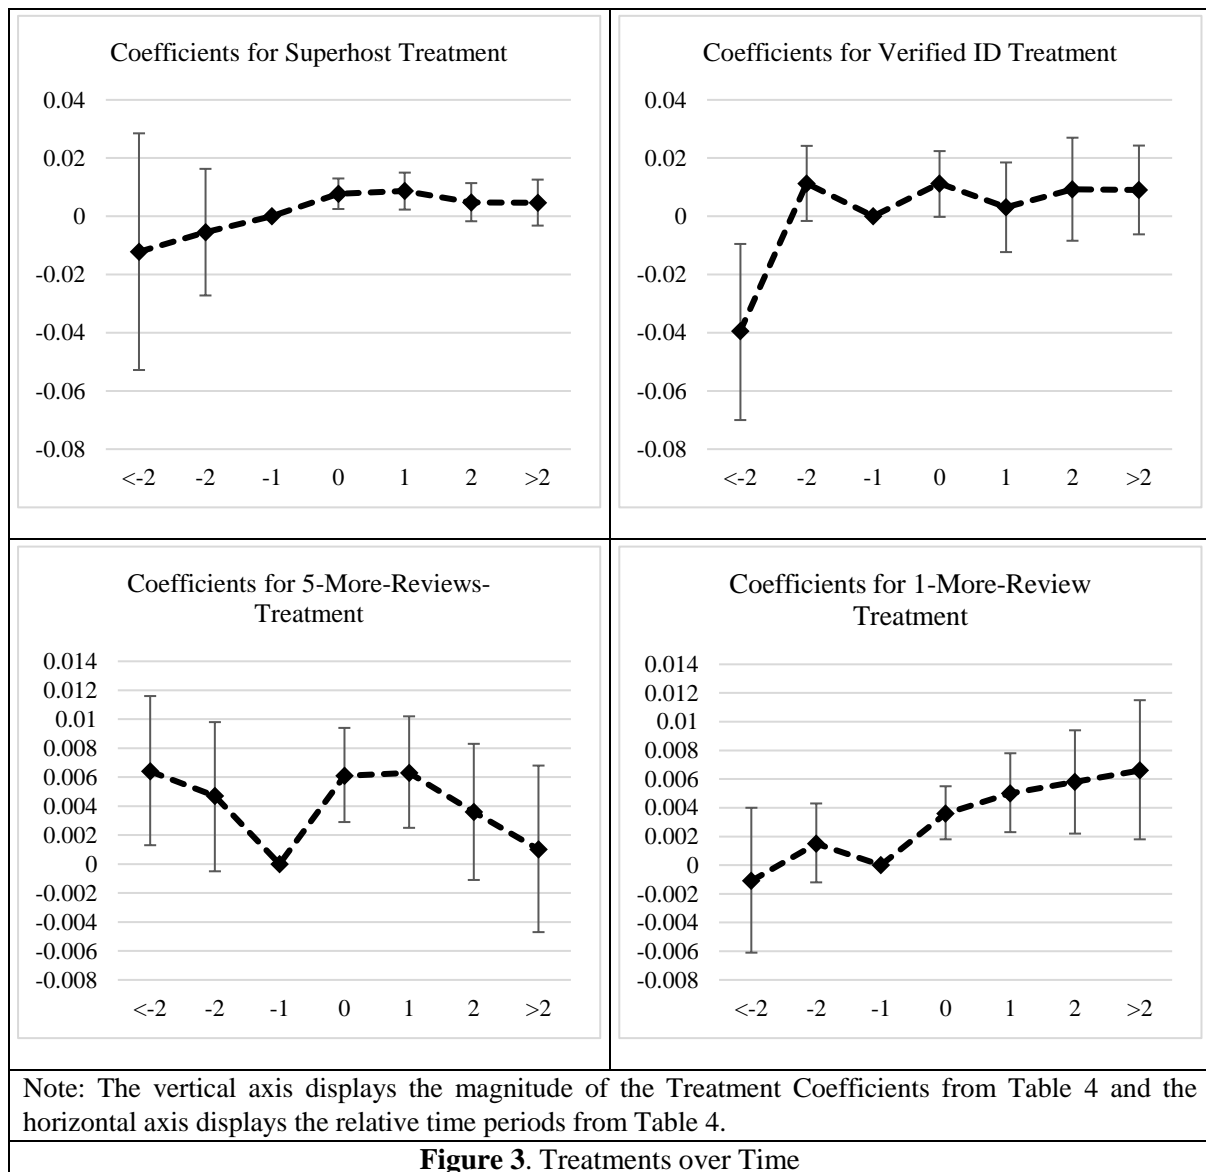 Coefficients for Superhost Treatment
0.04
0.02
0
-0.02
-0.04
-0.06
-0.08
<-2 -2 -1 0 1 2 >2
Coefficients for Verified ID Treatment
0.04
0.02
0
-0.02
-0.04
-0.06
-0.08
<-2 -2 -1 0 1 2 >2
Coefficients for 5-More-Reviews-
Treatment
0.014
0.012
0.01
0.008
0.006
0.004
0.002
0
-0.002
-0.004
-0.006
-0.008
<-2 -2 -1 0 1 2 >2
Coefficients for 1-More-Review
Treatment
0.014
0.012
0.01
0.008
0.006
0.004
0.002
0
-0.002
-0.004
-0.006
-0.008
<-2 -2 -1 0 1 2 >2
Note: The vertical axis displays the magnitude of the Treatment Coefficients from Table 4 and the
horizontal axis displays the relative time periods from Table 4.
Figure 3. Treatments over Time